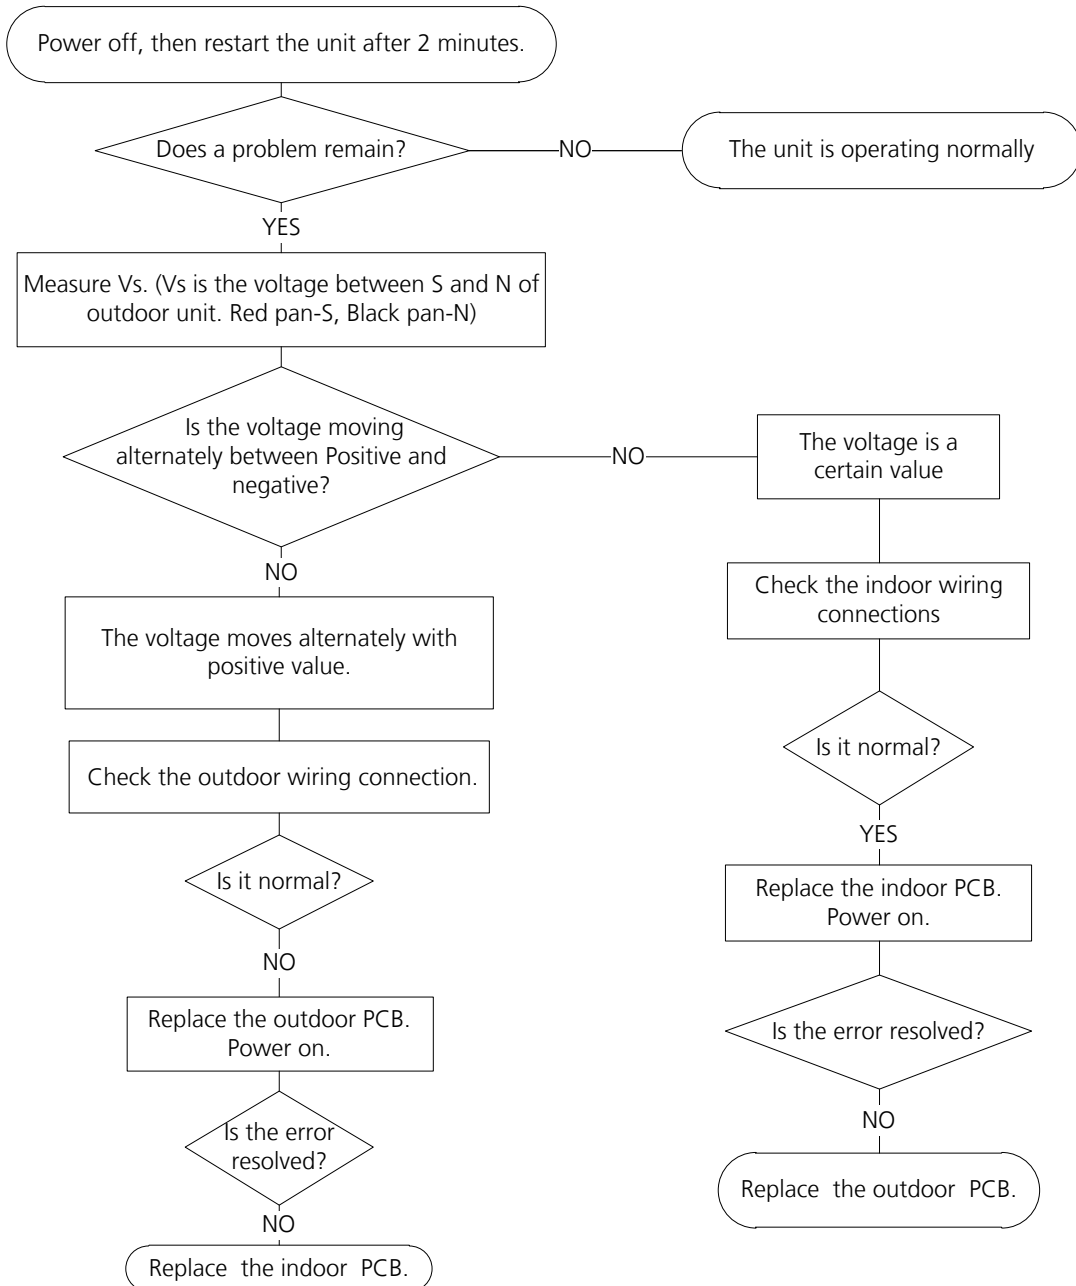 Power off, then restart the unit after 2 minutes.
Does a problem remain?
NO
The unit is operating normally
YES
Measure Vs. (Vs is the voltage between S and N of
outdoor unit. Red pan-S, Black pan-N)
Is the voltage moving
alternately between Positive and
negative?
NO
The voltage is a
certain value
NO
The voltage moves alternately with
positive value.
Check the outdoor wiring connection.
Is it normal?
NO
Replace the outdoor PCB.
Power on.
Is the error
resolved?
NO
Replace the indoor PCB.
Check the indoor wiring
connections
Is it normal?
YES
Replace the indoor PCB.
Power on.
Is the error resolved?
NO
Replace the outdoor PCB.